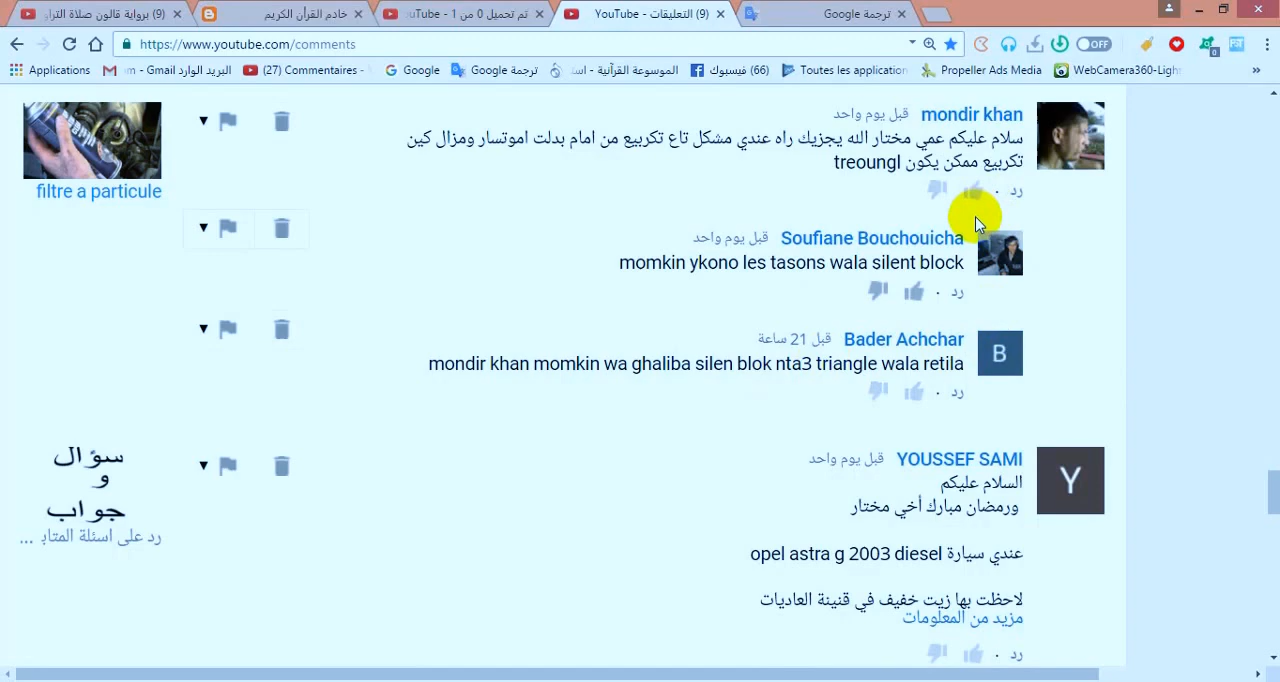 (9) برواية قالون صلاة التراو
خادم القرأن الكريم
تم تحميل 0 من 1 - uTube
(9) التعليقات - YouTube
ترجمة Google
https://www.youtube.com/comments
OFF
0
Applications
البريد الوارد - Gmail
(27) Commentaires -
Google
ترجمة Google
الموسوعة القرآنية - اسا
(66) فيسبوك
Toutes les application
Propeller Ads Media
WebCamera360-Ligh
mondir khan قبل يوم واحد
سلام عليكم عمي مختار الله يجزيك راه عندي مشكل تاع تكربيع من امام بدلت اموتسار ومزال كين
تكربيع ممكن يكون treoungl
رد
filtre a particule
Soufiane Bouchouicha قبل يوم واحد
momkin ykono les tasons wala silent block
رد
Bader Achchar قبل 21 ساعة
B
mondir khan momkin wa ghaliba silen blok nta3 triangle wala retila
رد
YOUSSEF SAMI قبل يوم واحد
Y
السلام عليكم
ورمضان مبارك أخي مختار
عندي سيارة opel astra g 2003 diesel
لاحظت بها زيت خفيف في قنينة العاديات
مزيد من المعلومات
رد
سؤال
و
جواب
رد على اسئلة المتاب ...